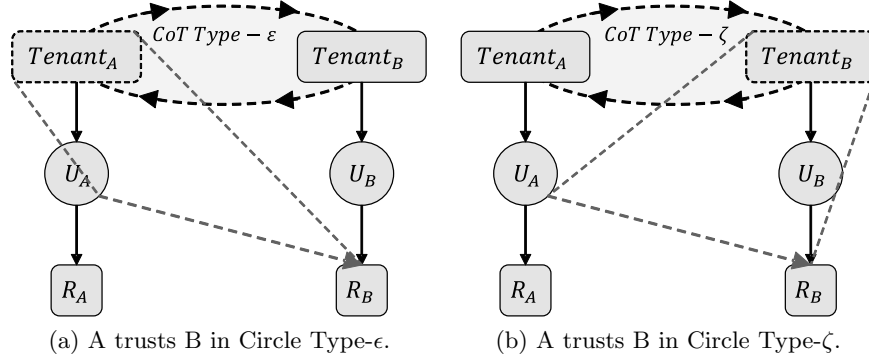 CoT Type − ε
Tenant_A
Tenant_B
U_A
U_B
R_A
R_B
(a) A trusts B in Circle Type-ϵ.
CoT Type − ζ
Tenant_A
Tenant_B
U_A
U_B
R_A
R_B
(b) A trusts B in Circle Type-ζ.